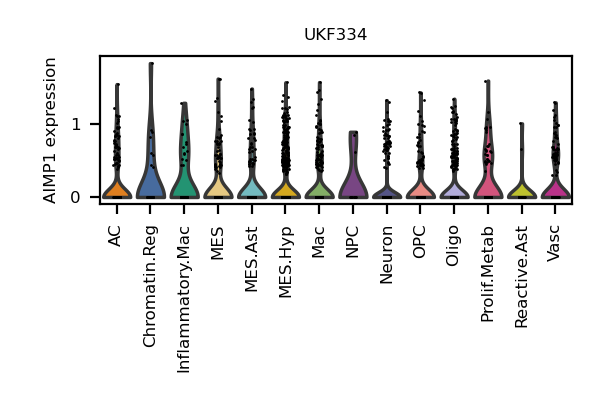 UKF334
AIMP1 expression
1
0
AC
Chromatin.Reg
Inflammatory.Mac
MES
MES.Ast
MES.Hyp
Mac
NPC
Neuron
OPC
Oligo
Prolif.Metab
Reactive.Ast
Vasc